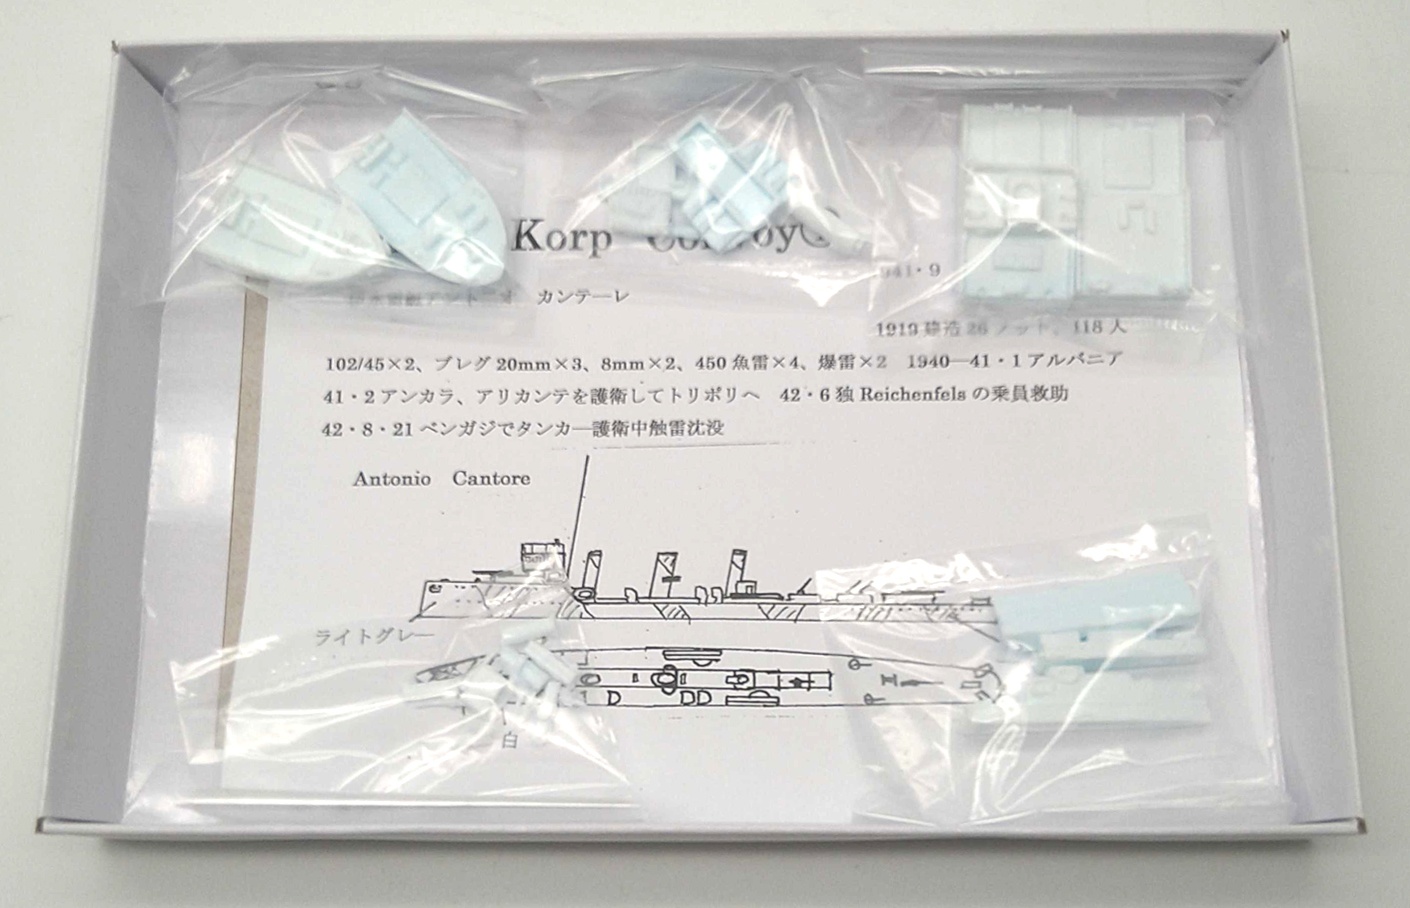 Korp Convoy①
941・9
カンテーレ
1919 建造 26 ノット、118 人
102/45×2、ブレグ 20mm×3、8mm×2、450 魚雷×4、爆雷×2　1940―41・1 アルバニア
41・2 アンカラ、アリカンテを護衛してトリポリへ　42・6 独 Reichenfels の乗員救助
42・8・21 ベンガジでタンカー護衛中触雷沈没
Antonio　Cantore
ライトグレー
D DD
白